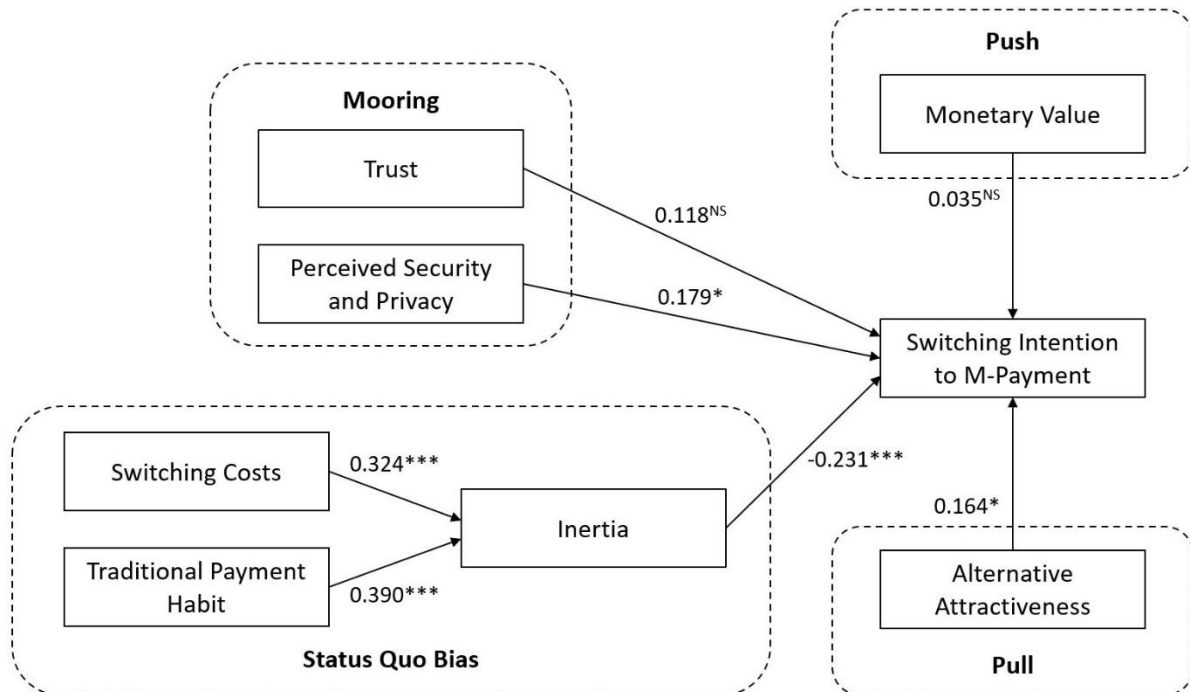 Push
Monetary Value
0.035NS
Mooring
Trust
0.118NS
Perceived Security
and Privacy
0.179*
Switching Intention
to M-Payment
Switching Costs
0.324***
Inertia
-0.231***
Traditional Payment
Habit
0.390***
Status Quo Bias
0.164*
Alternative
Attractiveness
Pull